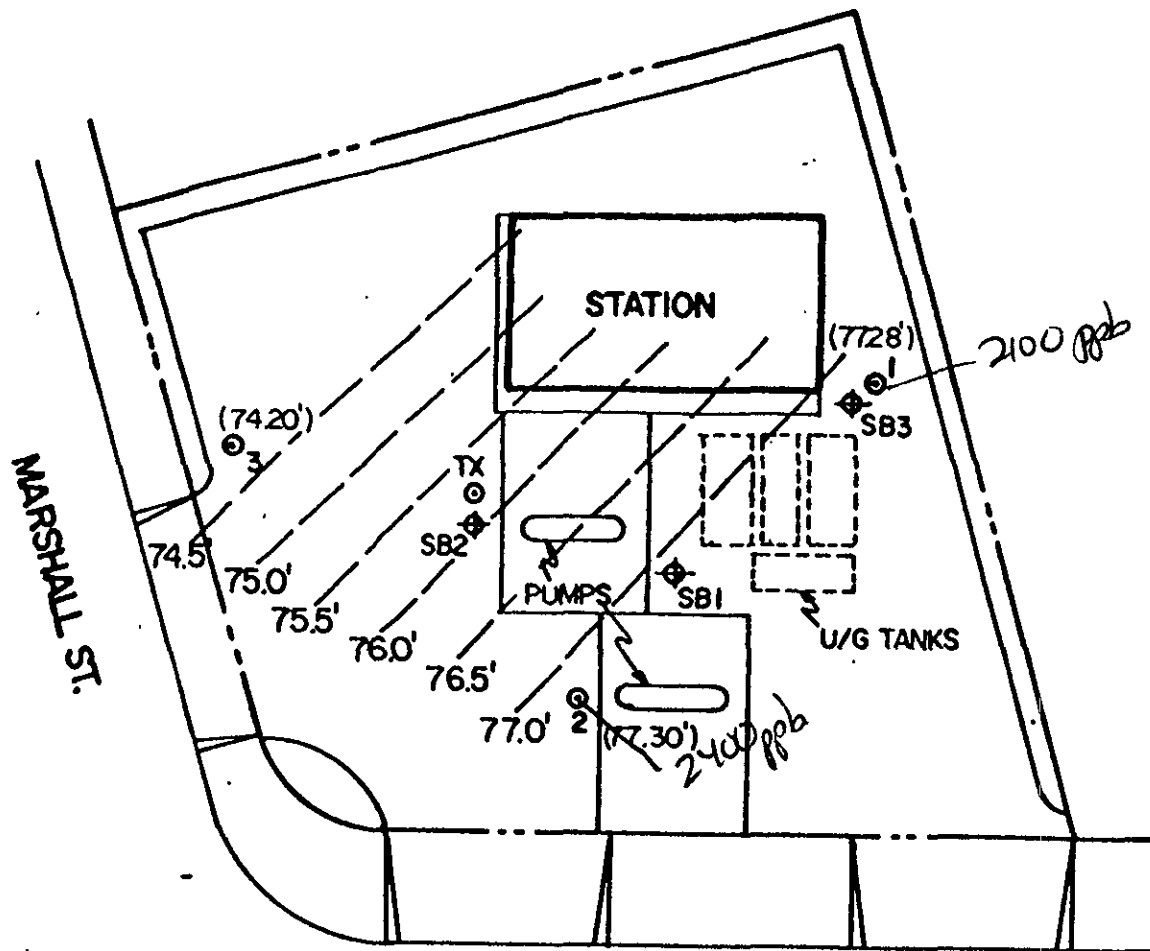 STATION
(77.28')
1
2100 ppb
SB3
(74.20')
3
TX
SB2
MARSHALL ST.
74.5'
75.0'
75.5'
76.0'
76.5'
77.0'
PUMPS
SB1
U/G TANKS
2
(77.30')
2400 ppb